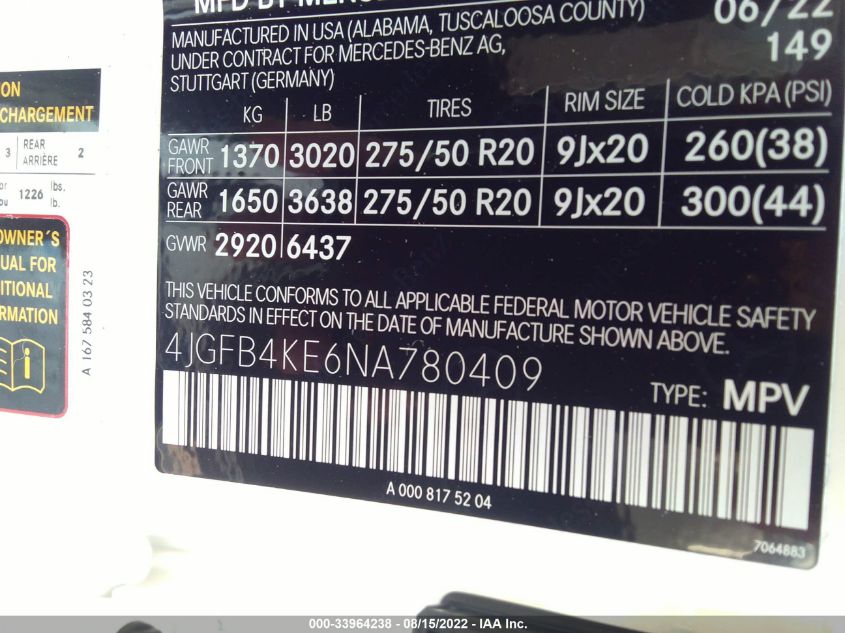 MFD BY
06/22
MANUFACTURED IN USA (ALABAMA, TUSCALOOSA COUNTY)
149
UNDER CONTRACT FOR MERCEDES-BENZ AG,
STUTTGART (GERMANY)
KG LB TIRES RIM SIZE COLD KPA (PSI)
GAWR FRONT 1370 3020 275/50 R20 9Jx20 260(38)
GAWR REAR 1650 3638 275/50 R20 9Jx20 300(44)
GVWR 2920 6437
THIS VEHICLE CONFORMS TO ALL APPLICABLE FEDERAL MOTOR VEHICLE SAFETY
STANDARDS IN EFFECT ON THE DATE OF MANUFACTURE SHOWN ABOVE.
4JGFB4KE6NA780409
TYPE: MPV
A 000 817 52 04
7064883
CHARGEMENT
3 REAR 2
ARRIÈRE
1226 lbs.
lb.
OWNER´S
FOR
A 167 584 03 23
000-33964238 - 08/15/2022 - IAA Inc.